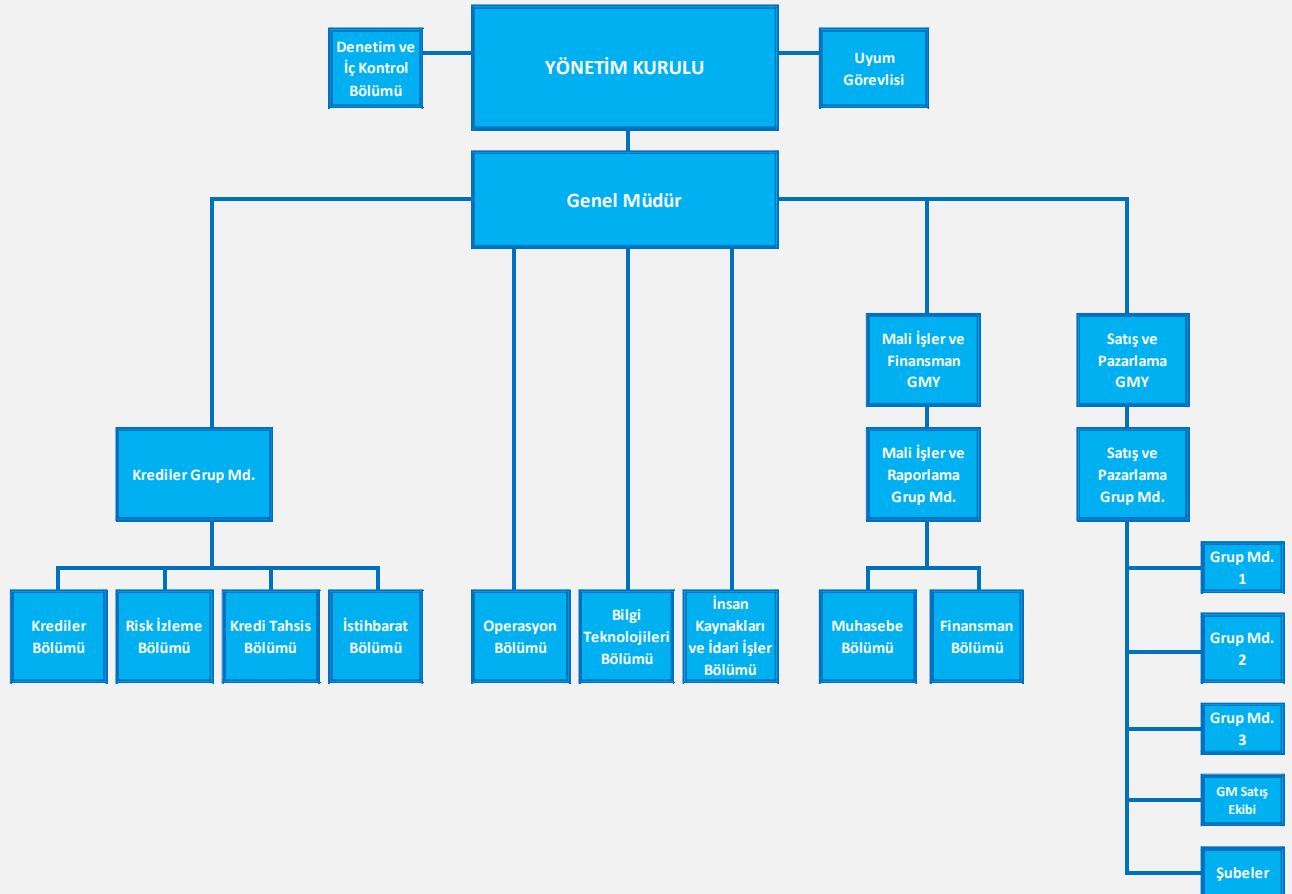 Denetim ve
İç Kontrol
Bölümü
YÖNETİM KURULU
Uyum
Görevlisi
Genel Müdür
Mali İşler ve
Finansman
GMY
Satış ve
Pazarlama
GMY
Krediler Grup Md.
Mali İşler ve
Raporlama
Grup Md.
Satış ve
Pazarlama
Grup Md.
Krediler
Bölümü
Risk İzleme
Bölümü
Kredi Tahsis
Bölümü
İstihbarat
Bölümü
Operasyon
Bölümü
Bilgi
Teknolojileri
Bölümü
İnsan
Kaynakları
ve İdari İşler
Bölümü
Muhasebe
Bölümü
Finansman
Bölümü
Grup Md.
1
Grup Md.
2
Grup Md.
3
GM Satış
Ekibi
Şubeler